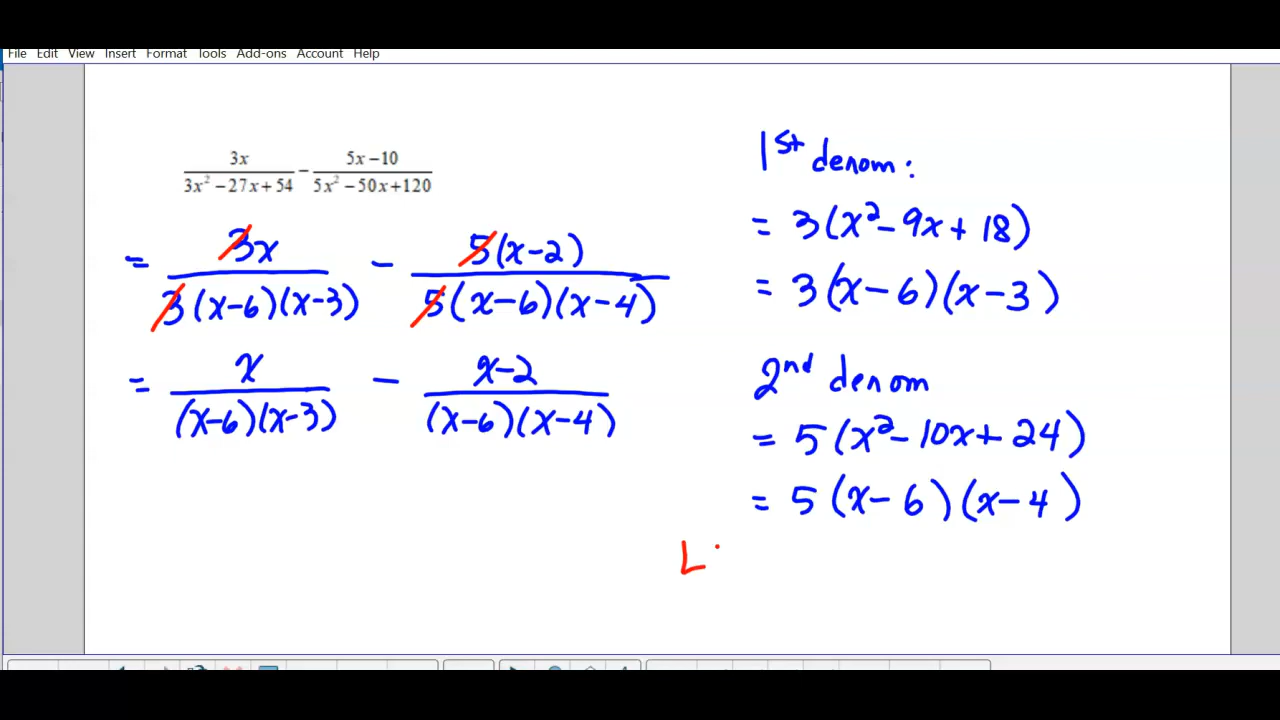 File Edit View Insert Format Tools Add-ons Account Help
3x/(3x² − 27x + 54) − (5x − 10)/(5x² − 50x + 120)
= 3x/(3(x−6)(x−3)) − 5(x−2)/(5(x−6)(x−4))
= x/((x−6)(x−3)) − (x−2)/((x−6)(x−4))
1st denom:
= 3(x² − 9x + 18)
= 3(x − 6)(x − 3)
2nd denom
= 5(x² − 10x + 24)
= 5(x − 6)(x − 4)
L